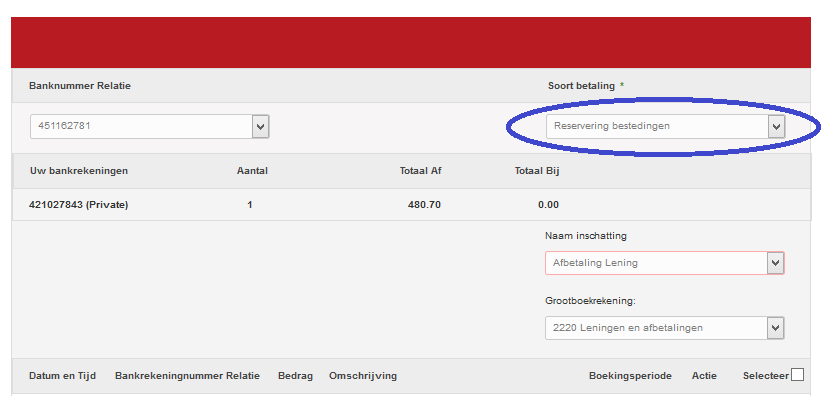 Banknummer Relatie Soort betaling *
451162781 Reservering bestedingen
Uw bankrekeningen Aantal Totaal Af Totaal Bij
421027843 (Private) 1 480.70 0.00
Naam inschatting
Afbetaling Lening
Grootboekrekening:
2220 Leningen en afbetalingen
Datum en Tijd Bankrekeningnummer Relatie Bedrag Omschrijving Boekingsperiode Actie Selecteer